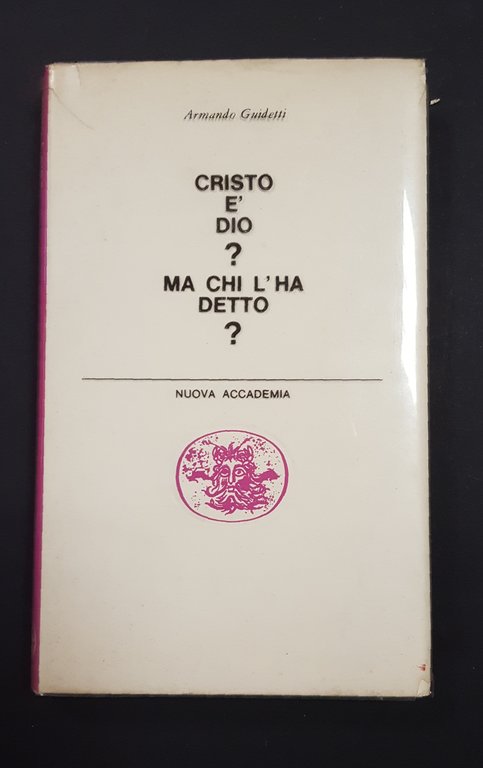 Armando Guidetti
CRISTO
E'
DIO
?
MA CHI L'HA
DETTO
?
NUOVA ACCADEMIA